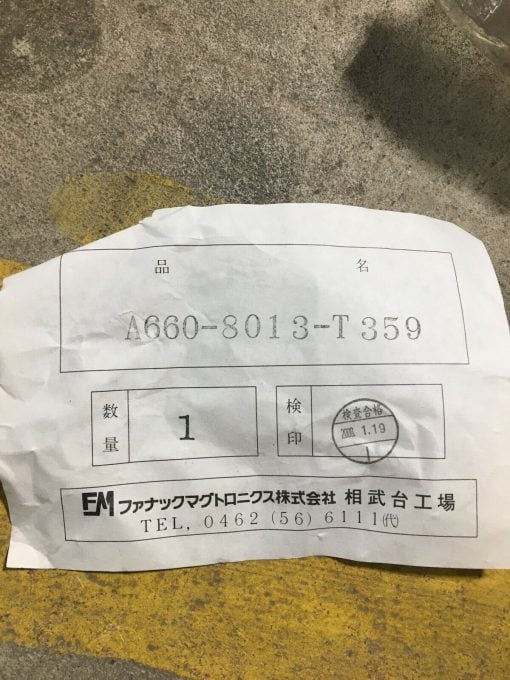 品名
A660-8013-T359
数量 1 検印 検査合格
2009. 1.19
1
FM ファナックマグトロニクス株式会社 相武台工場
TEL, 0462 (56) 6111㈹